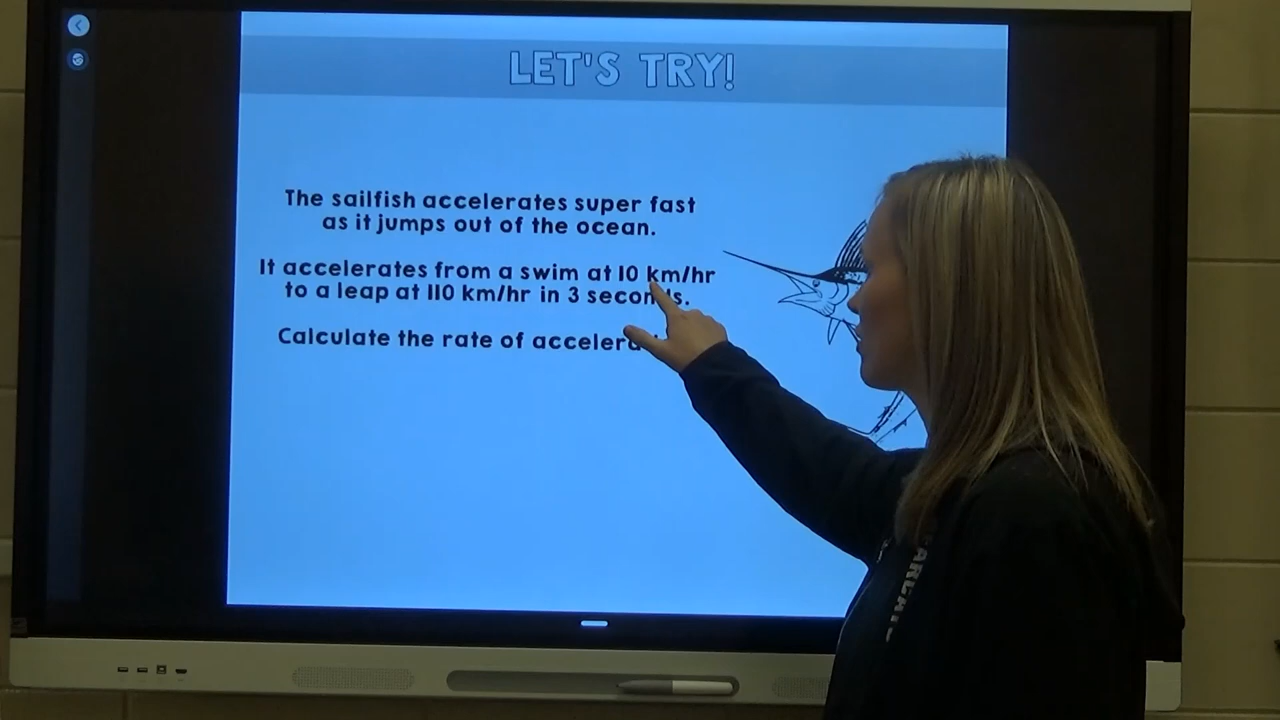 LET'S TRY!
The sailfish accelerates super fast
as it jumps out of the ocean.
It accelerates from a swim at 10 km/hr
to a leap at 110 km/hr in 3 seconds.
Calculate the rate of